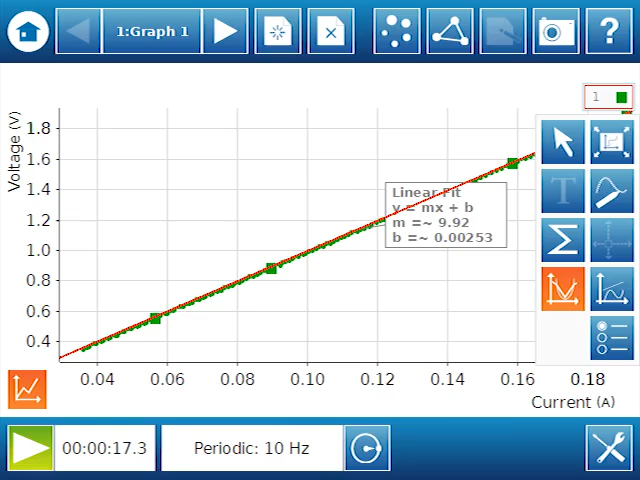 1:Graph 1
?
1
Voltage (V)
1.8
1.6
1.4
1.2
1.0
0.8
0.6
0.4
Linear Fit
y = mx + b
m =~ 9.92
b =~ 0.00253
T
Σ
0.04 0.06 0.08 0.10 0.12 0.14 0.16 0.18
Current (A)
00:00:17.3
Periodic: 10 Hz